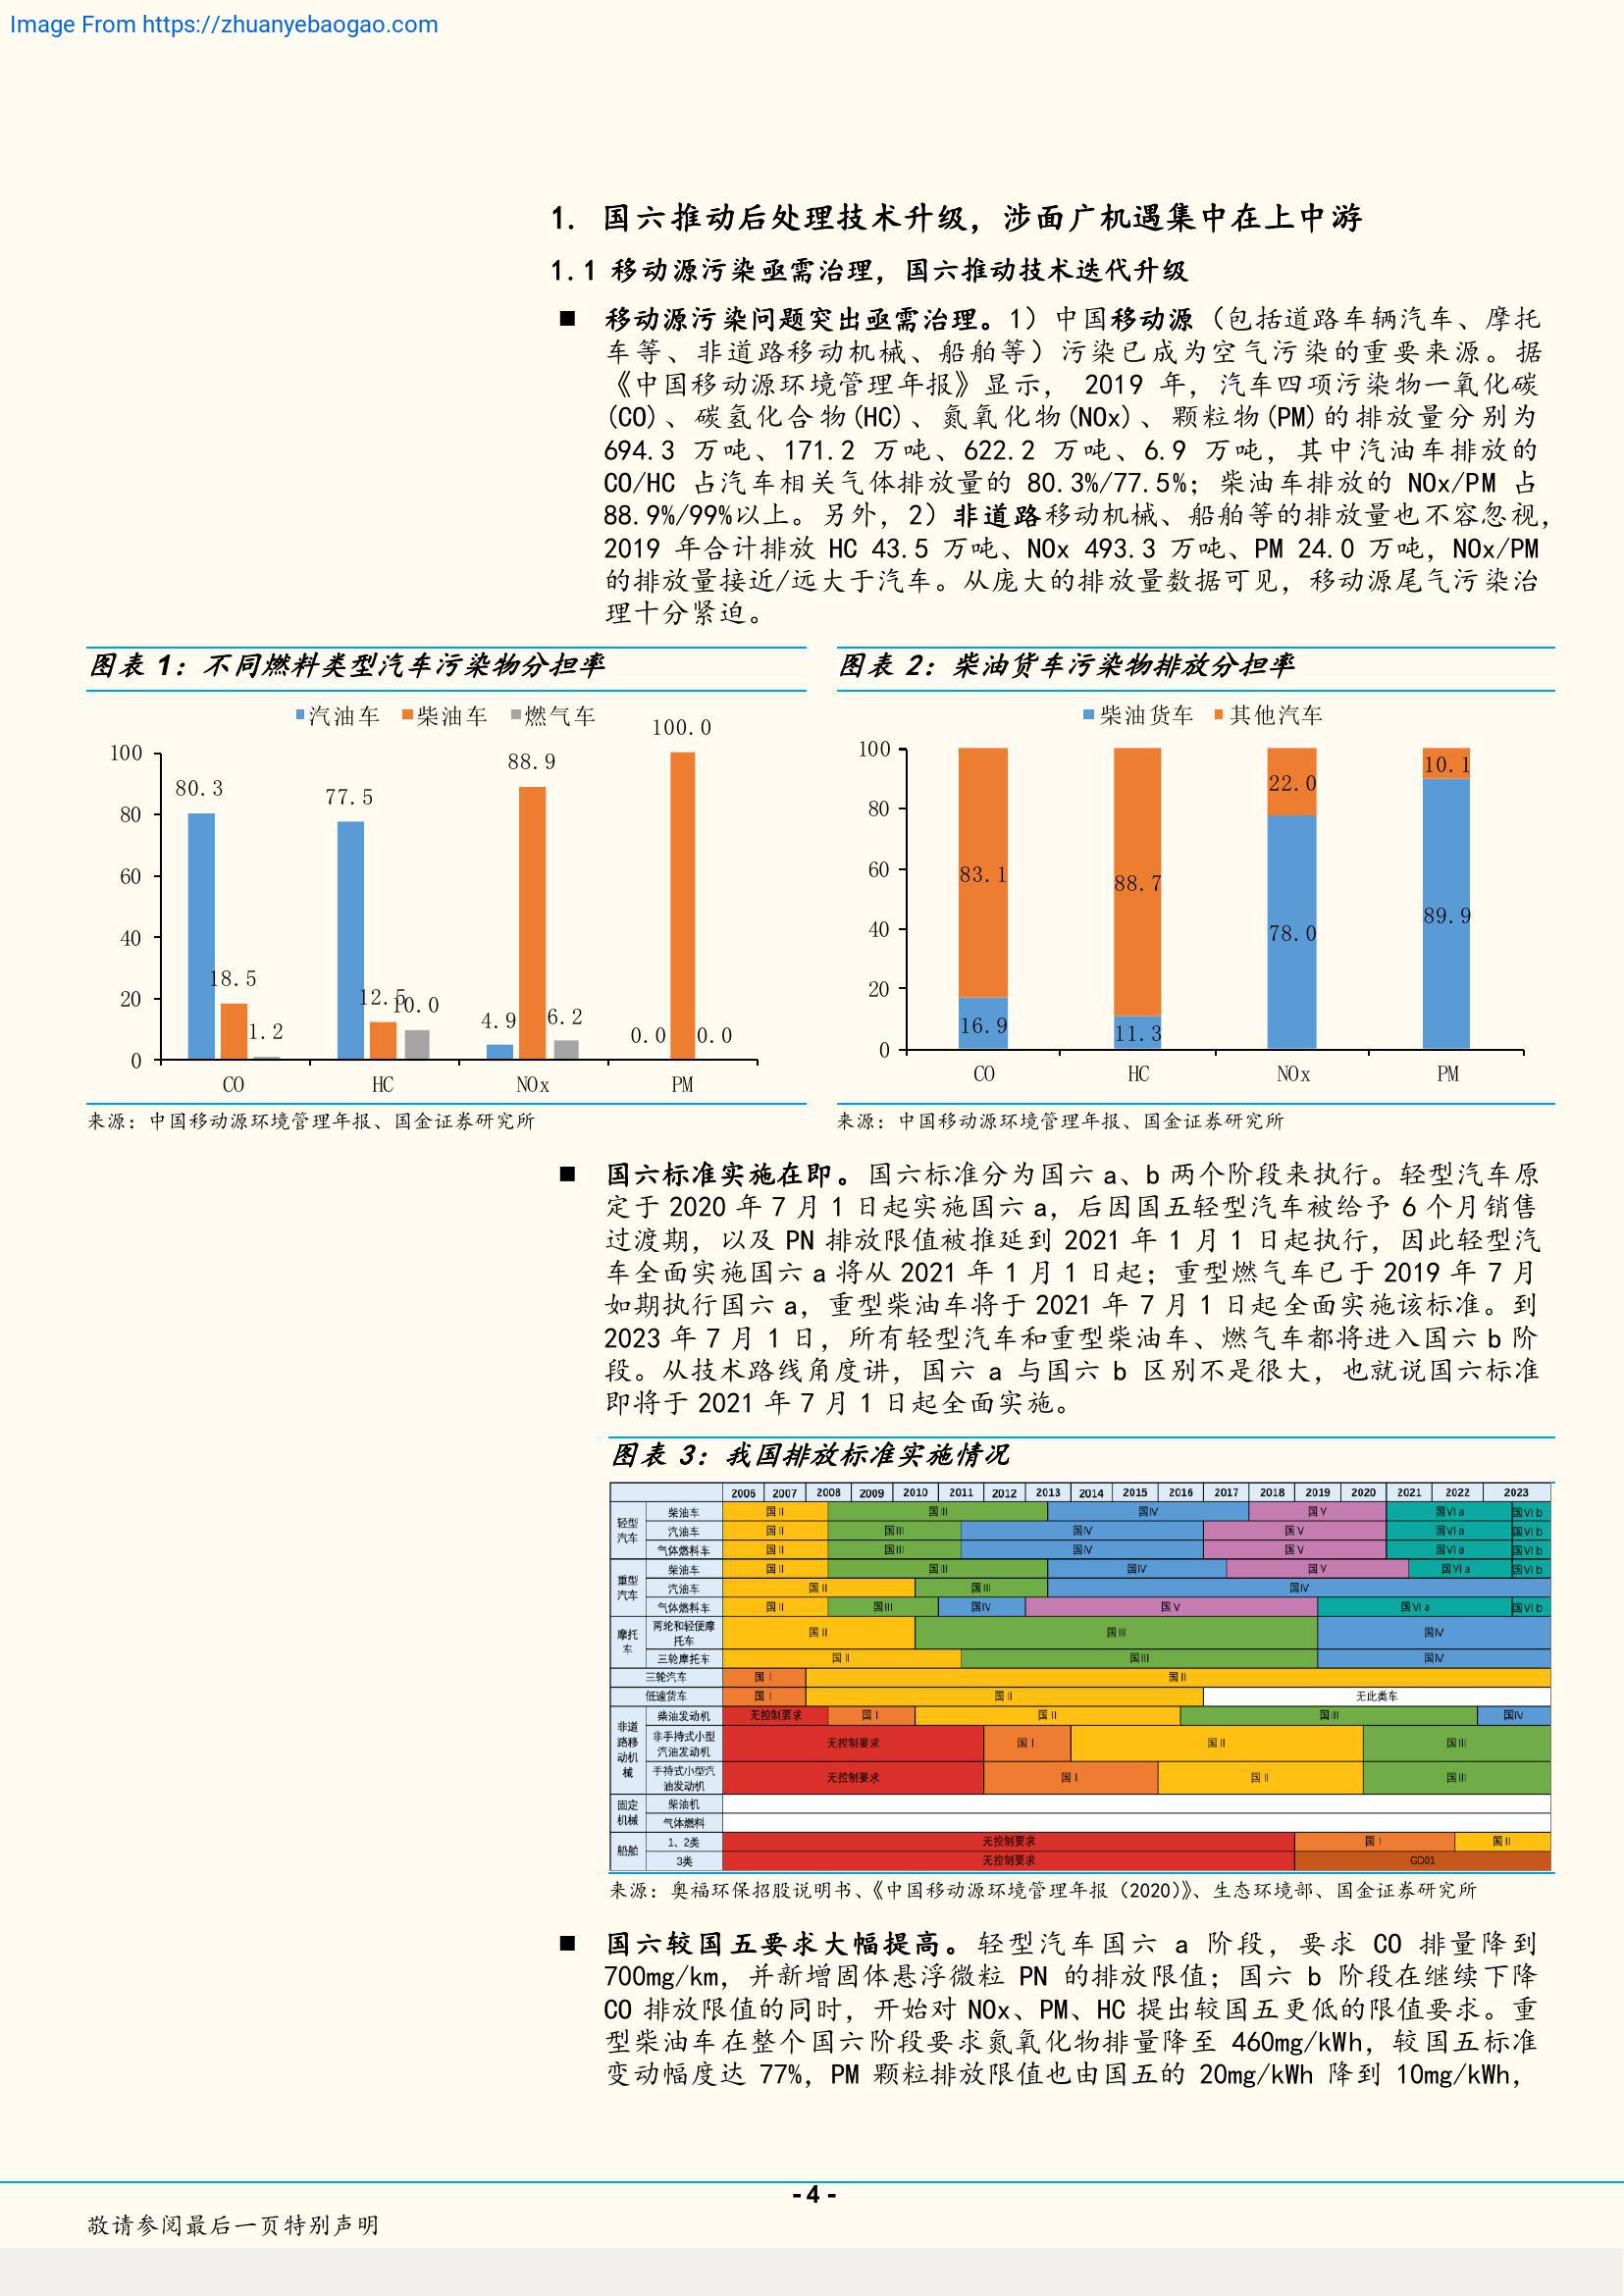 Image From https://zhuanyebaogao.com
1. 国六推动后处理技术升级，涉面广机遇集中在上中游
1.1 移动源污染亟需治理，国六推动技术迭代升级
■ 移动源污染问题突出亟需治理。1）中国移动源（包括道路车辆汽车、摩托
车等、非道路移动机械、船舶等）污染已成为空气污染的重要来源。据
《中国移动源环境管理年报》显示， 2019 年，汽车四项污染物一氧化碳
(CO)、碳氢化合物(HC)、氮氧化物(NOx)、颗粒物(PM)的排放量分别为
694.3 万吨、171.2 万吨、622.2 万吨、6.9 万吨，其中汽油车排放的
CO/HC 占汽车相关气体排放量的 80.3%/77.5%；柴油车排放的 NOx/PM 占
88.9%/99%以上。另外，2）非道路移动机械、船舶等的排放量也不容忽视，
2019 年合计排放 HC 43.5 万吨、NOx 493.3 万吨、PM 24.0 万吨，NOx/PM
的排放量接近/远大于汽车。从庞大的排放量数据可见，移动源尾气污染治
理十分紧迫。
图表 1：不同燃料类型汽车污染物分担率
汽油车 柴油车 燃气车
100 80 60 40 20 0
80.3 18.5 1.2
77.5 12.5 10.0
4.9 88.9 6.2
0.0 100.0 0.0
CO HC NOx PM
来源：中国移动源环境管理年报、国金证券研究所
图表 2：柴油货车污染物排放分担率
柴油货车 其他汽车
100 80 60 40 20 0
83.1 88.7 22.0 10.1
16.9 11.3 78.0 89.9
CO HC NOx PM
来源：中国移动源环境管理年报、国金证券研究所
■ 国六标准实施在即。国六标准分为国六 a、b 两个阶段来执行。轻型汽车原
定于 2020 年 7 月 1 日起实施国六 a，后因国五轻型汽车被给予 6 个月销售
过渡期，以及 PN 排放限值被推延到 2021 年 1 月 1 日起执行，因此轻型汽
车全面实施国六 a 将从 2021 年 1 月 1 日起；重型燃气车已于 2019 年 7 月
如期执行国六 a，重型柴油车将于 2021 年 7 月 1 日起全面实施该标准。到
2023 年 7 月 1 日，所有轻型汽车和重型柴油车、燃气车都将进入国六 b 阶
段。从技术路线角度讲，国六 a 与国六 b 区别不是很大，也就说国六标准
即将于 2021 年 7 月 1 日起全面实施。
图表 3：我国排放标准实施情况
2006 2007 2008 2009 2010 2011 2012 2013 2014 2015 2016 2017 2018 2019 2020 2021 2022 2023
轻型汽车 柴油车 国Ⅱ 国Ⅲ 国Ⅳ 国Ⅴ 国Ⅵa 国Ⅵb
汽油车 国Ⅱ 国Ⅲ 国Ⅳ 国Ⅴ 国Ⅵa 国Ⅵb
气体燃料车 国Ⅱ 国Ⅲ 国Ⅳ 国Ⅴ 国Ⅵa 国Ⅵb
重型汽车 柴油车 国Ⅱ 国Ⅲ 国Ⅳ 国Ⅴ 国Ⅵa 国Ⅵb
汽油车 国Ⅱ 国Ⅲ 国Ⅳ
气体燃料车 国Ⅱ 国Ⅲ 国Ⅳ 国Ⅴ 国Ⅵa 国Ⅵb
摩托车 两轮和轻便摩托车 国Ⅱ 国Ⅲ 国Ⅳ
三轮摩托车 国Ⅱ 国Ⅲ 国Ⅳ
三轮汽车 国Ⅰ 国Ⅱ
低速货车 国Ⅰ 国Ⅱ 无此类车
非道路移动机械 柴油发动机 无控制要求 国Ⅰ 国Ⅱ 国Ⅲ 国Ⅳ
非手持式小型汽油发动机 无控制要求 国Ⅰ 国Ⅱ 国Ⅲ
手持式小型汽油发动机 无控制要求 国Ⅰ 国Ⅱ 国Ⅲ
固定机械 柴油机
气体燃料
船舶 1、2类 无控制要求 国Ⅰ 国Ⅱ
3类 无控制要求 GD01
来源：奥福环保招股说明书、《中国移动源环境管理年报（2020）》、生态环境部、国金证券研究所
■ 国六较国五要求大幅提高。轻型汽车国六 a 阶段，要求 CO 排量降到
700mg/km，并新增固体悬浮微粒 PN 的排放限值；国六 b 阶段在继续下降
CO 排放限值的同时，开始对 NOx、PM、HC 提出较国五更低的限值要求。重
型柴油车在整个国六阶段要求氮氧化物排量降至 460mg/kWh，较国五标准
变动幅度达 77%，PM 颗粒排放限值也由国五的 20mg/kWh 降到 10mg/kWh，
- 4 -
敬请参阅最后一页特别声明